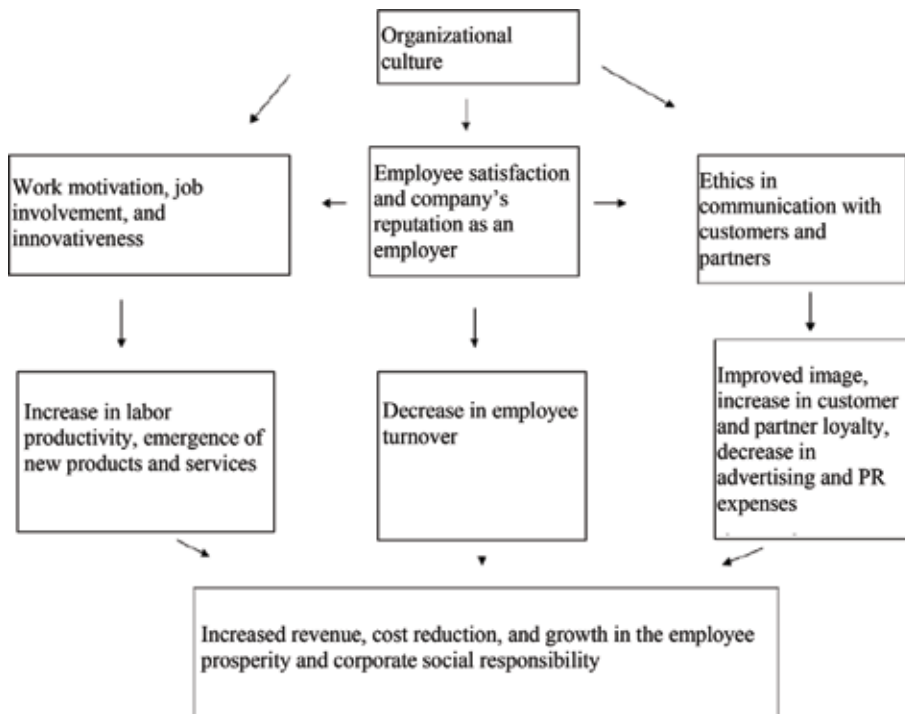 Organizational
culture
Work motivation, job
involvement, and
innovativeness
Employee satisfaction
and company's
reputation as an
employer
Ethics in
communication with
customers and
partners
Increase in labor
productivity, emergence of
new products and services
Decrease in employee
turnover
Improved image,
increase in customer
and partner loyalty,
decrease in
advertising and PR
expenses
Increased revenue, cost reduction, and growth in the employee
prosperity and corporate social responsibility